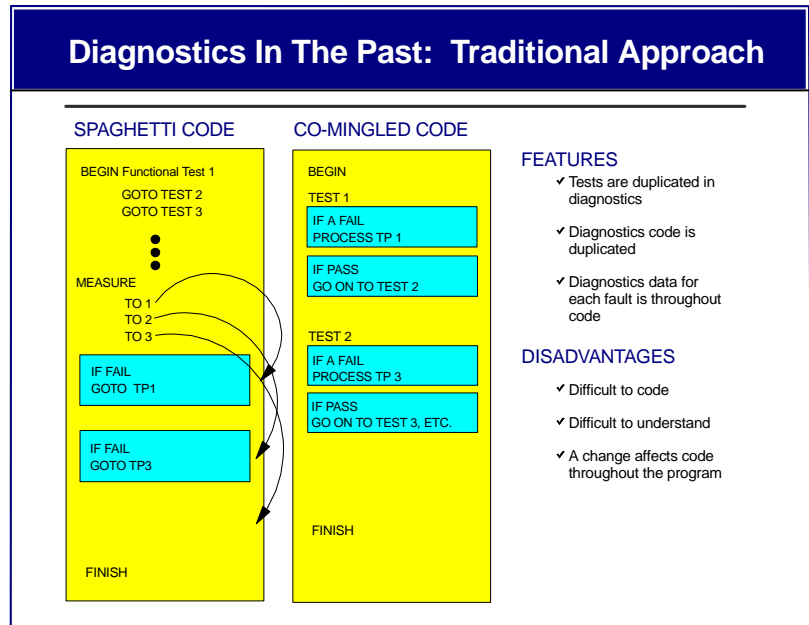 Diagnostics In The Past: Traditional Approach
SPAGHETTI CODE
BEGIN Functional Test 1
GOTO TEST 2
GOTO TEST 3
MEASURE
TO 1
TO 2
TO 3
IF FAIL
GOTO TP1
IF FAIL
GOTO TP3
FINISH
CO-MINGLED CODE
BEGIN
TEST 1
IF A FAIL
PROCESS TP 1
IF PASS
GO ON TO TEST 2
TEST 2
IF A FAIL
PROCESS TP 3
IF PASS
GO ON TO TEST 3, ETC.
FINISH
FEATURES
✓ Tests are duplicated in
diagnostics
✓ Diagnostics code is
duplicated
✓ Diagnostics data for
each fault is throughout
code
DISADVANTAGES
✓ Difficult to code
✓ Difficult to understand
✓ A change affects code
throughout the program